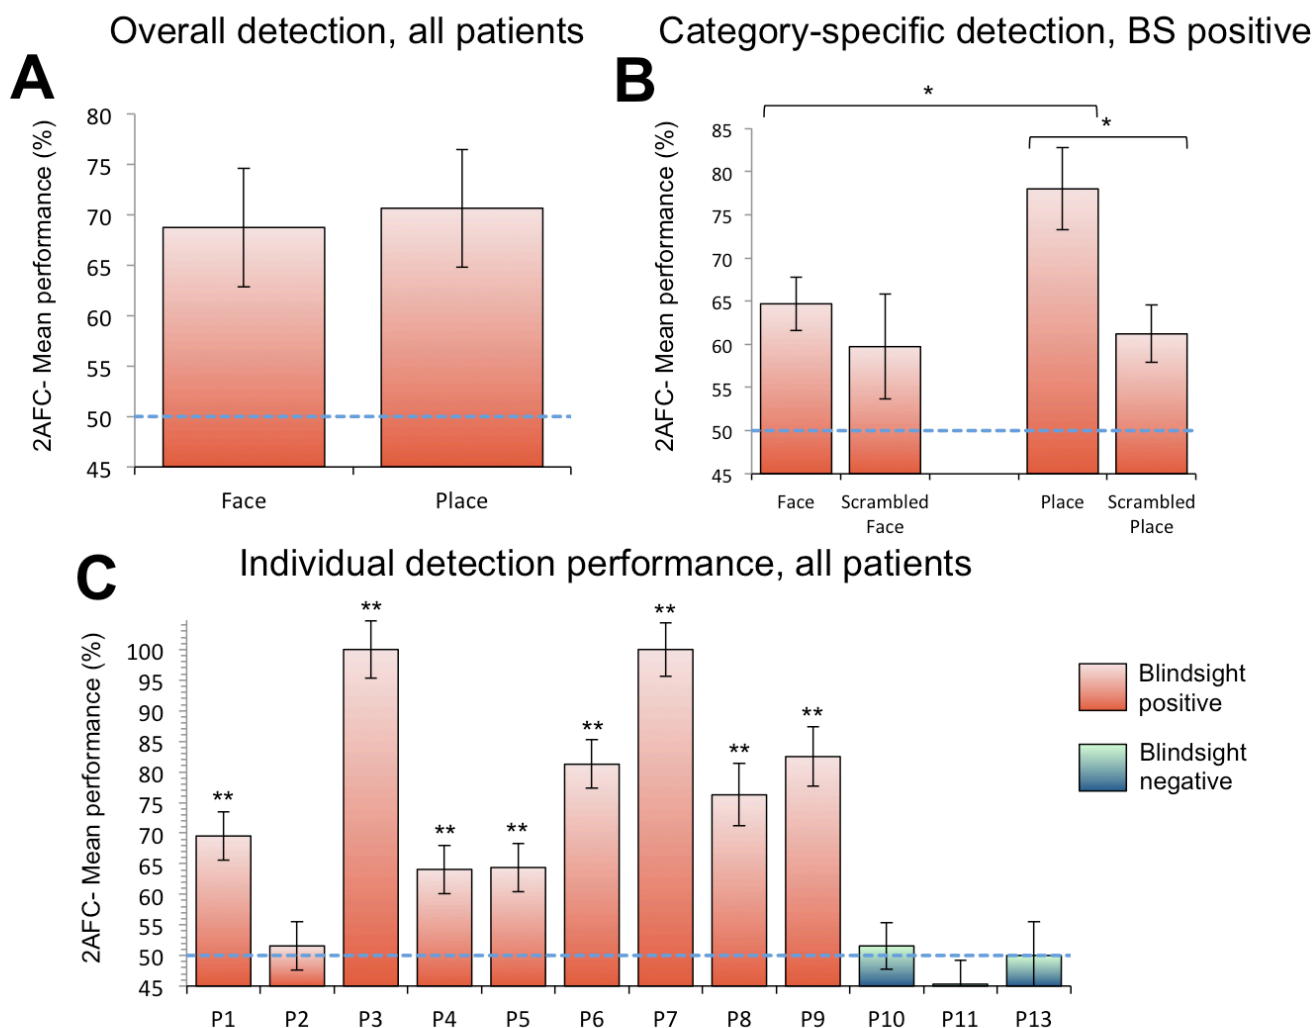 Overall detection, all patients
A
2AFC- Mean performance (%)
80
75
70
65
60
55
50
45
Face
Place
Category-specific detection, BS positive
B
2AFC- Mean performance (%)
*
*
85
80
75
70
65
60
55
50
45
Face
Scrambled
Face
Place
Scrambled
Place
C
Individual detection performance, all patients
2AFC- Mean performance (%)
100
95
90
85
80
75
70
65
60
55
50
45
**
**
**
**
**
**
**
**
P1
P2
P3
P4
P5
P6
P7
P8
P9
P10
P11
P13
Blindsight
positive
Blindsight
negative